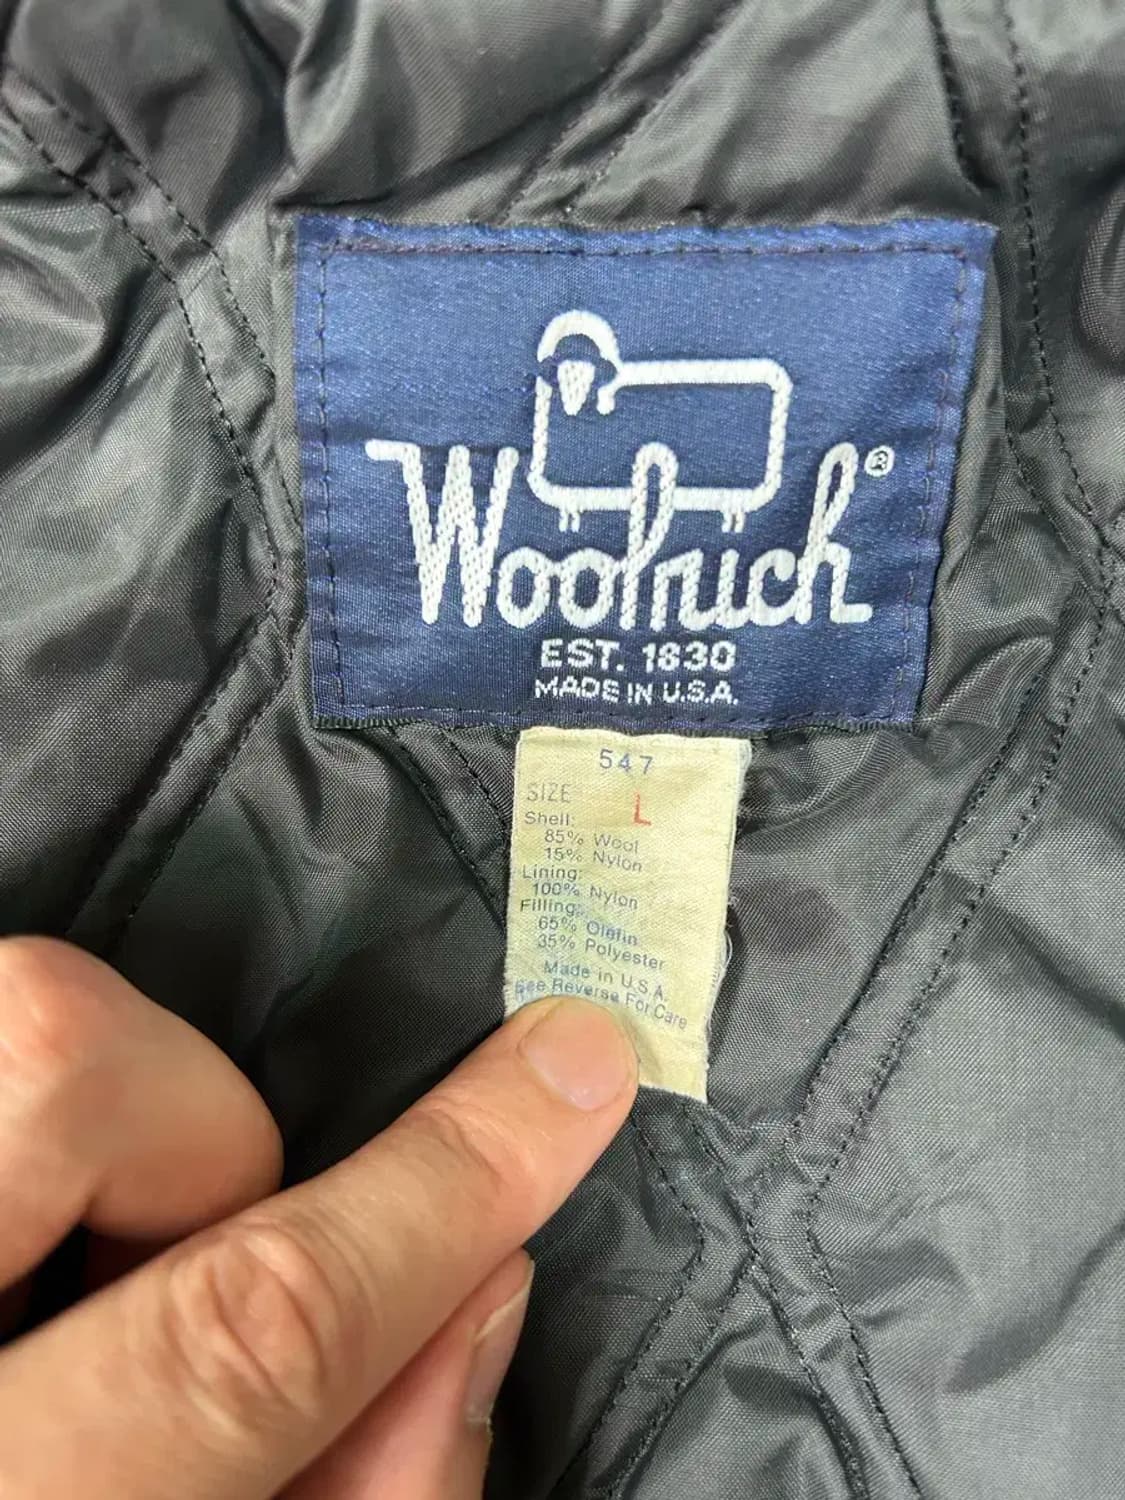 Woolrich®
EST. 1830
MADE IN U.S.A.
547
SIZE L
Shell:
85% Wool
15% Nylon
Lining:
100% Nylon
Filling:
65% Olefin
35% Polyester
Made in U.S.A.
See Reverse For Care